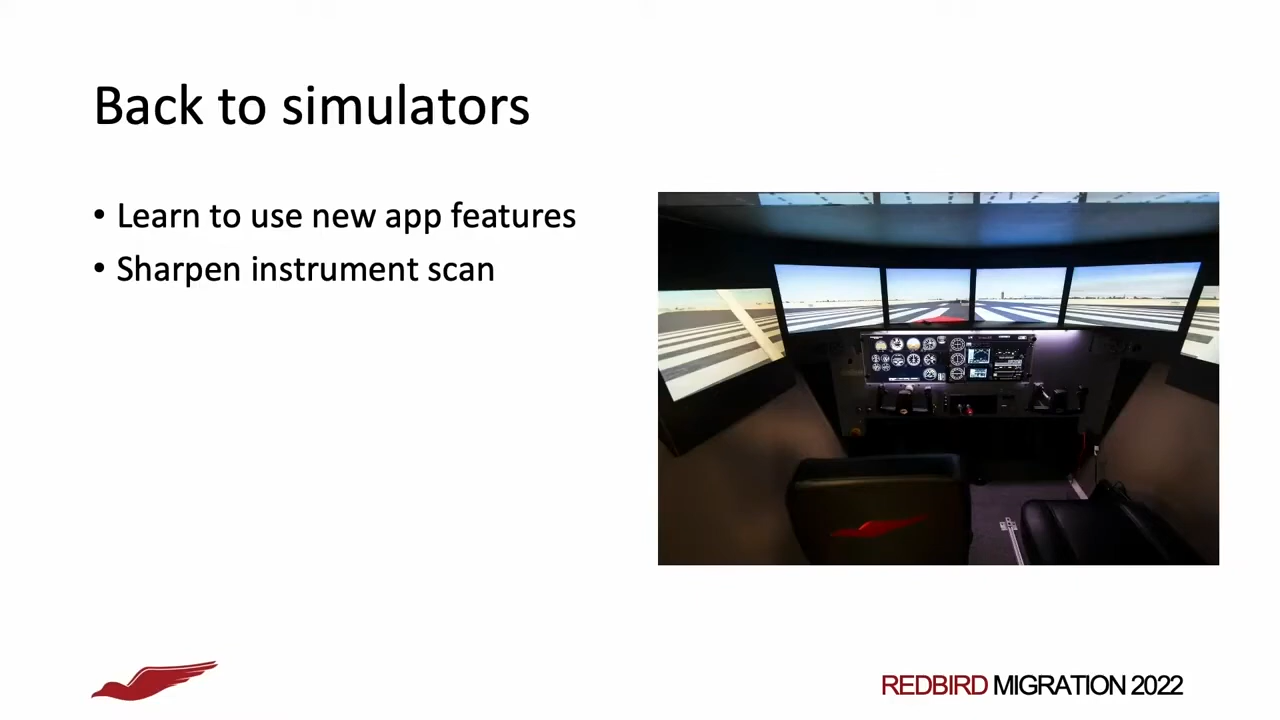 Back to simulators
• Learn to use new app features
• Sharpen instrument scan
REDBIRD MIGRATION 2022